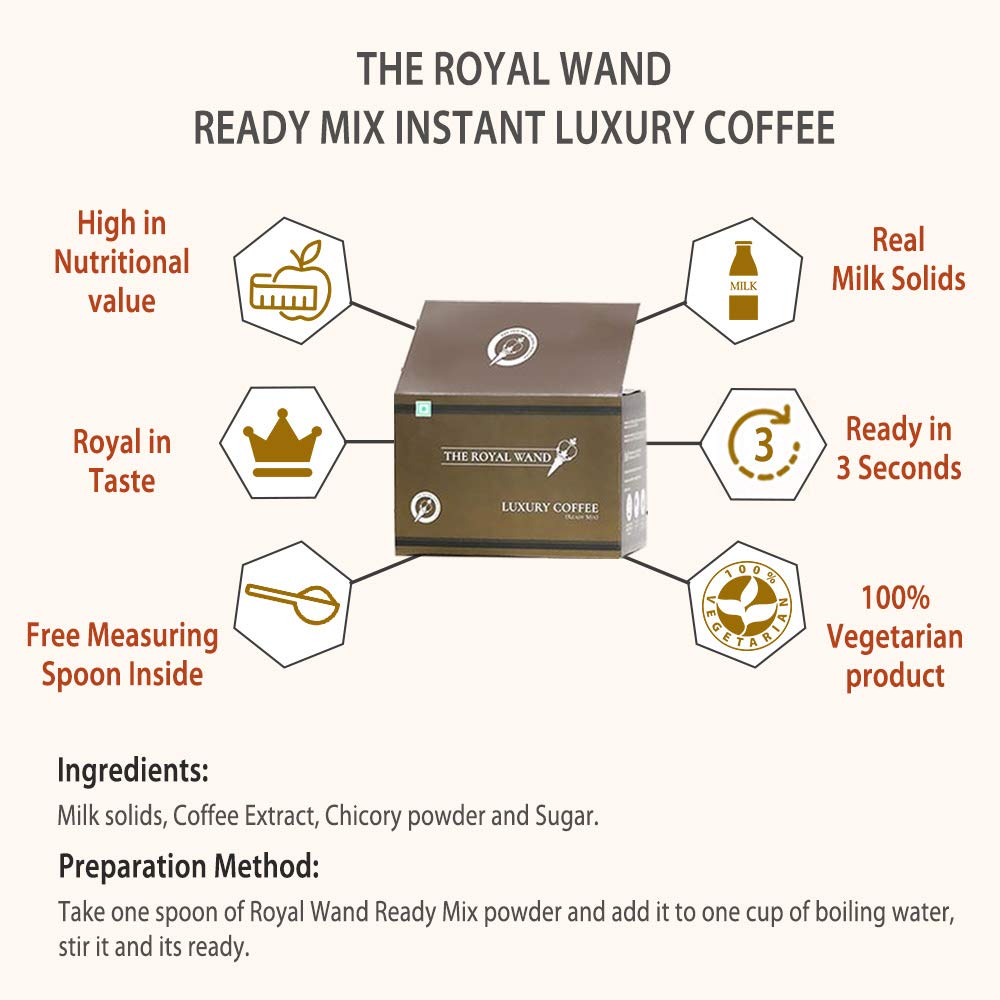 THE ROYAL WAND
READY MIX INSTANT LUXURY COFFEE
High in
Nutritional
value
Real
Milk Solids
MILK
Royal in
Taste
THE ROYAL WAND
LUXURY COFFEE
(READY MIX)
3
Ready in
3 Seconds
Free Measuring
Spoon Inside
100%
VEGETARIAN
100%
Vegetarian
product
Ingredients:
Milk solids, Coffee Extract, Chicory powder and Sugar.
Preparation Method:
Take one spoon of Royal Wand Ready Mix powder and add it to one cup of boiling water,
stir it and its ready.